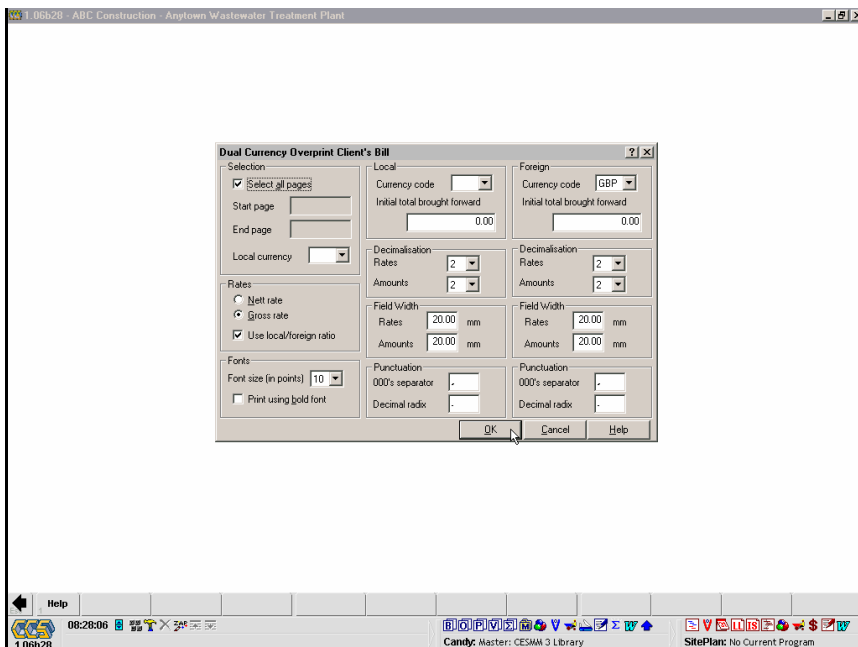 1.06b28 - ABC Construction - Anytown Wastewater Treatment Plant
Dual Currency Overprint Client's Bill
Selection
Select all pages
Start page
End page
Local currency
Rates
Nett rate
Gross rate
Use local/foreign ratio
Fonts
Font size (in points) 10
Print using bold font
Local
Currency code
Initial total brought forward
0.00
Decimalisation
Rates 2
Amounts 2
Field Width
Rates 20.00 mm
Amounts 20.00 mm
Punctuation
000's separator ,
Decimal radix .
Foreign
Currency code GBP
Initial total brought forward
0.00
Decimalisation
Rates 2
Amounts 2
Field Width
Rates 20.00 mm
Amounts 20.00 mm
Punctuation
000's separator ,
Decimal radix .
OK Cancel Help
Help
CCS 08:28:06
1.06b28
B O P V Σ M
Σ W
Candy: Master: CESMM 3 Library
LL IS
$ W
SitePlan: No Current Program